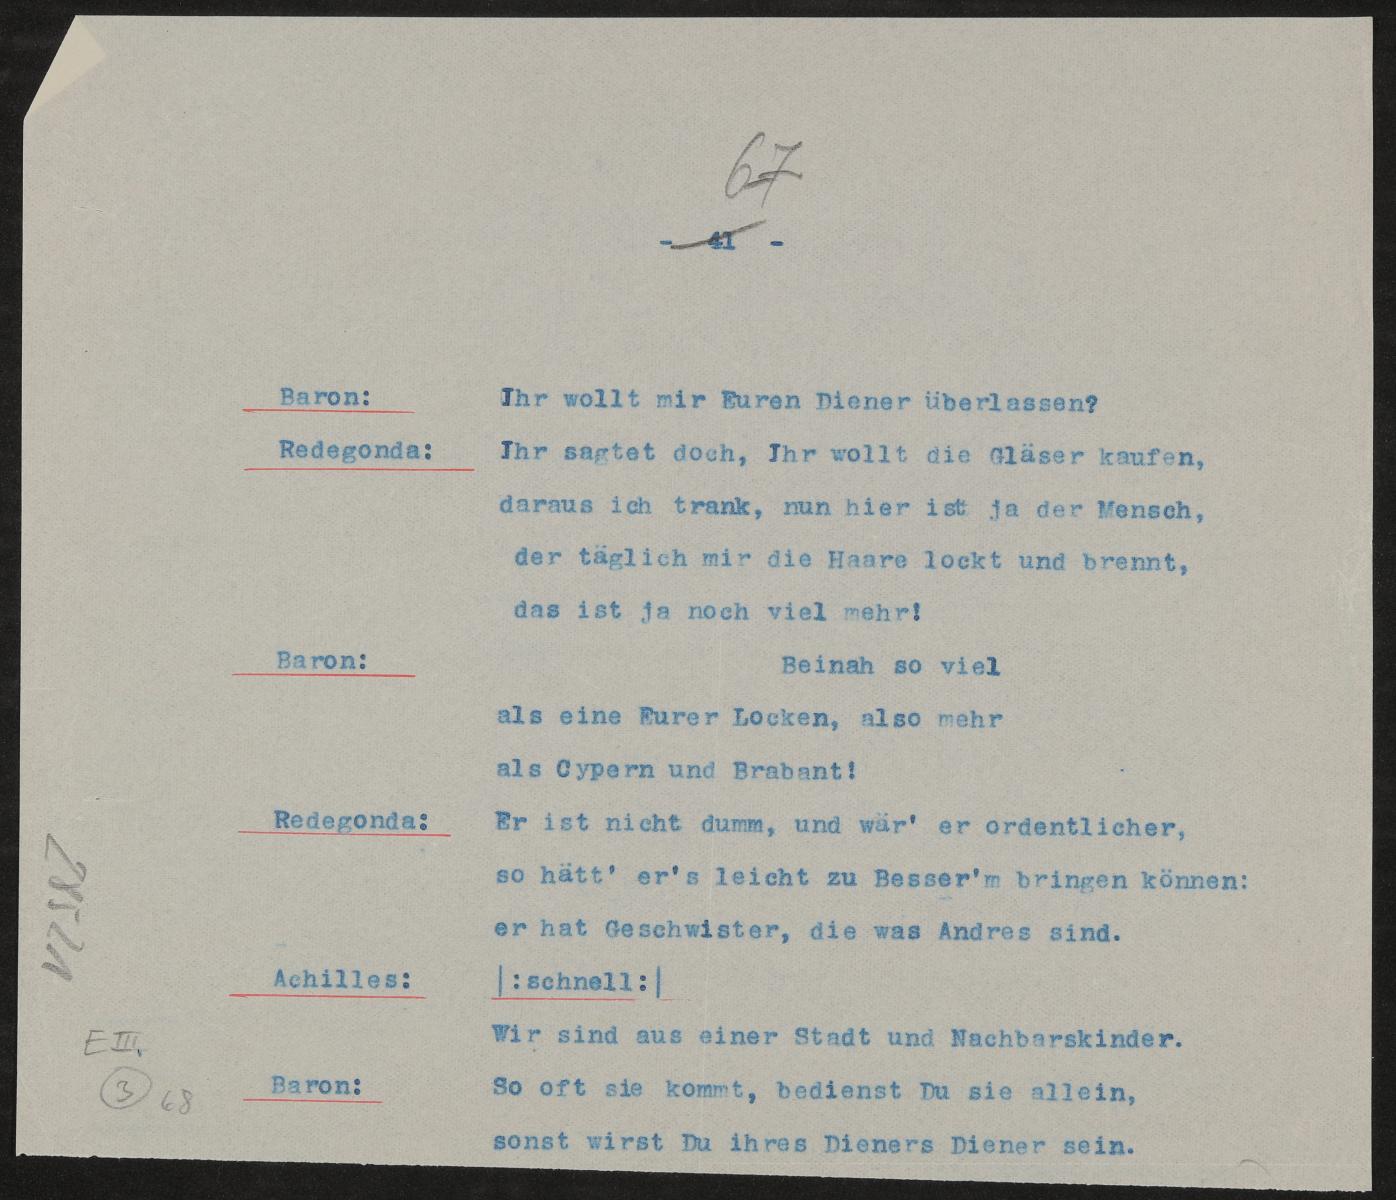 67
- 41 -
Baron: Ihr wollt mir Euren Diener überlassen?
Redegonda: Ihr sagtet doch, Ihr wollt die Gläser kaufen,
daraus ich trank, nun hier ist ja der Mensch,
der täglich mir die Haare lockt und brennt,
das ist ja noch viel mehr!
Baron: Beinah so viel
als eine Eurer Locken, also mehr
als Cypern und Brabant!
Redegonda: Er ist nicht dumm, und wär' er ordentlicher,
so hätt' er's leicht zu Besser'm bringen können:
er hat Geschwister, die was Andres sind.
Achilles: |:schnell:|
Wir sind aus einer Stadt und Nachbarskinder.
Baron: So oft sie kommt, bedienst Du sie allein,
sonst wirst Du ihres Dieners Diener sein.
E III.
3 68